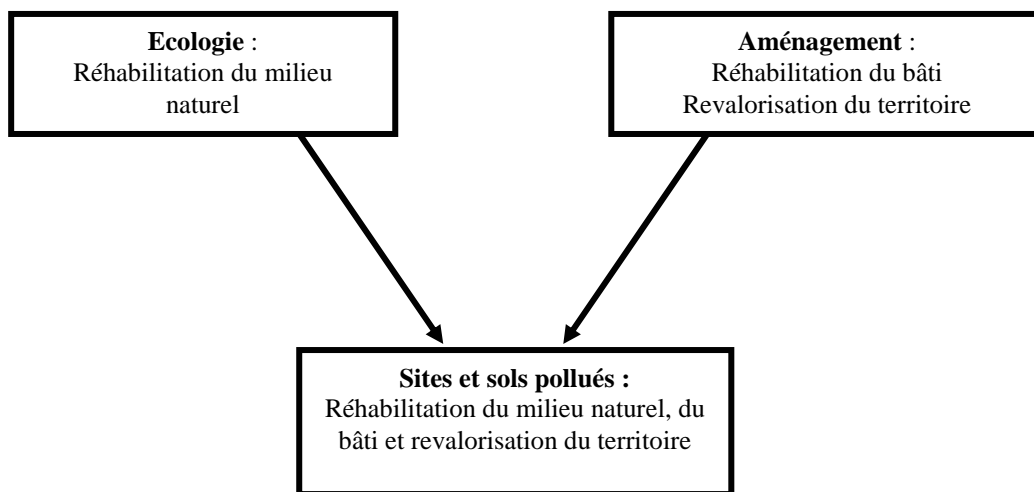 Ecologie :
Réhabilitation du milieu
naturel
Aménagement :
Réhabilitation du bâti
Revalorisation du territoire
Sites et sols pollués :
Réhabilitation du milieu naturel, du
bâti et revalorisation du territoire